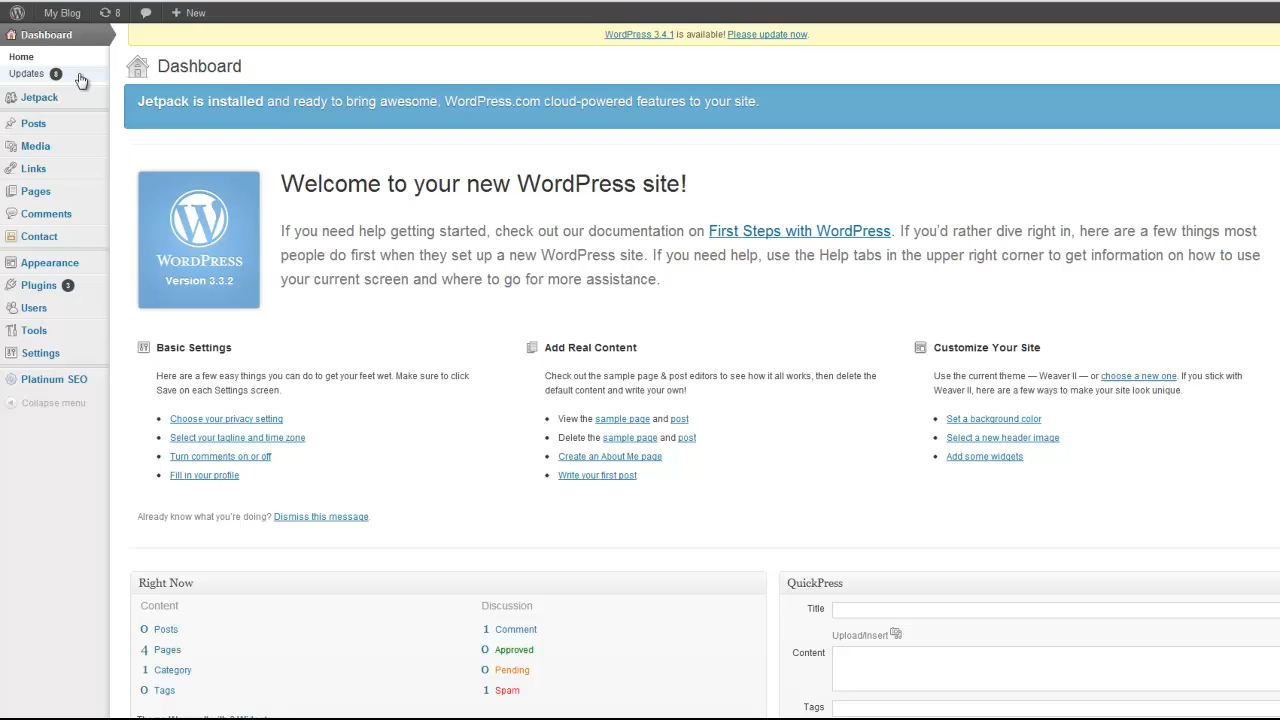 My Blog 8 New
Dashboard
Home
Updates 8
Jetpack
Posts
Media
Links
Pages
Comments
Contact
Appearance
Plugins 3
Users
Tools
Settings
Platinum SEO
Collapse menu
WordPress 3.4.1 is available! Please update now.
Dashboard
Jetpack is installed and ready to bring awesome, WordPress.com cloud-powered features to your site.
WORDPRESS
Version 3.3.2
Welcome to your new WordPress site!
If you need help getting started, check out our documentation on First Steps with WordPress. If you'd rather dive right in, here are a few things most
people do first when they set up a new WordPress site. If you need help, use the Help tabs in the upper right corner to get information on how to use
your current screen and where to go for more assistance.
Basic Settings
Here are a few easy things you can do to get your feet wet. Make sure to click
Save on each Settings screen.
Choose your privacy setting
Select your tagline and time zone
Turn comments on or off
Fill in your profile
Add Real Content
Check out the sample page & post editors to see how it all works, then delete the
default content and write your own!
View the sample page and post
Delete the sample page and post
Create an About Me page
Write your first post
Customize Your Site
Use the current theme — Weaver II — or choose a new one. If you stick with
Weaver II, here are a few ways to make your site look unique.
Set a background color
Select a new header image
Add some widgets
Already know what you're doing? Dismiss this message.
Right Now
Content
0 Posts
4 Pages
1 Category
0 Tags
Discussion
1 Comment
0 Approved
0 Pending
1 Spam
QuickPress
Title
Upload/Insert
Content
Tags